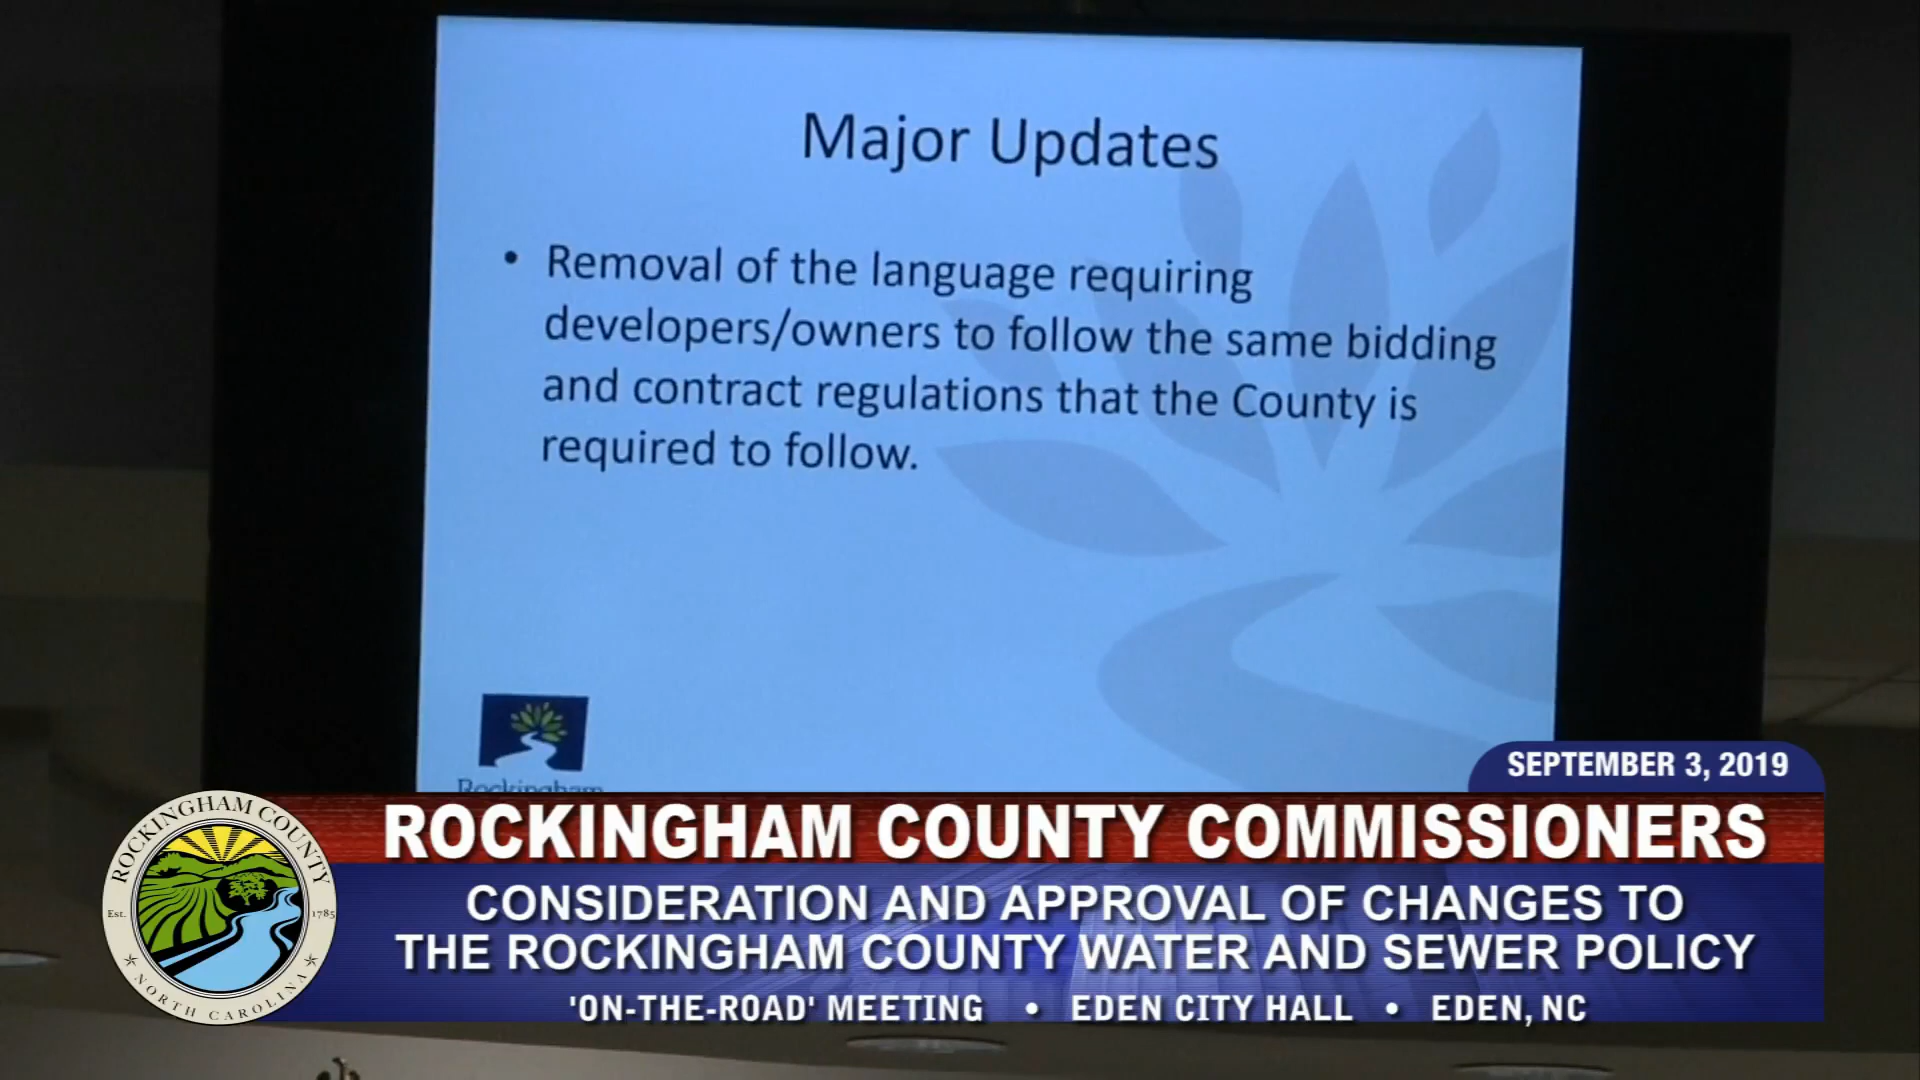 Major Updates
• Removal of the language requiring
developers/owners to follow the same bidding
and contract regulations that the County is
required to follow.
Rockingham
SEPTEMBER 3, 2019
ROCKINGHAM COUNTY COMMISSIONERS
CONSIDERATION AND APPROVAL OF CHANGES TO
THE ROCKINGHAM COUNTY WATER AND SEWER POLICY
'ON-THE-ROAD' MEETING • EDEN CITY HALL • EDEN, NC
ROCKINGHAM COUNTY
Est. 1785
NORTH CAROLINA